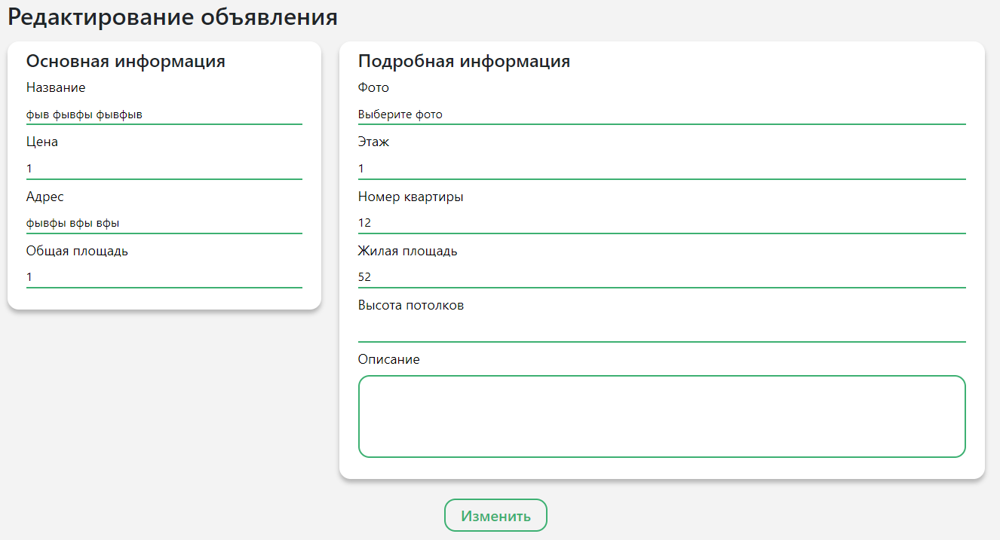 Редактирование объявления
Основная информация
Название
фыв фывфы фывфыв
Цена
1
Адрес
фывфы вфы вфы
Общая площадь
1
Подробная информация
Фото
Выберите фото
Этаж
1
Номер квартиры
12
Жилая площадь
52
Высота потолков
Описание
Изменить